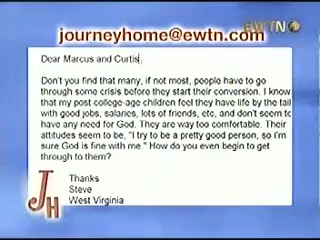 EWTN
journeyhome@ewtn.com
Dear Marcus and Curtis,
Don't you find that many, if not most, people have to go
through some crisis before they start their conversion. I know
that my post college-age children feel they have life by the tail
with good jobs, salaries, lots of friends, etc, and don't seem to
have any need for God. They are way too comfortable. Their
attitudes seem to be, "I try to be a pretty good person, so I'm
sure God is fine with me " How do you even begin to get
through to them?
Thanks
Steve
West Virginia
JH